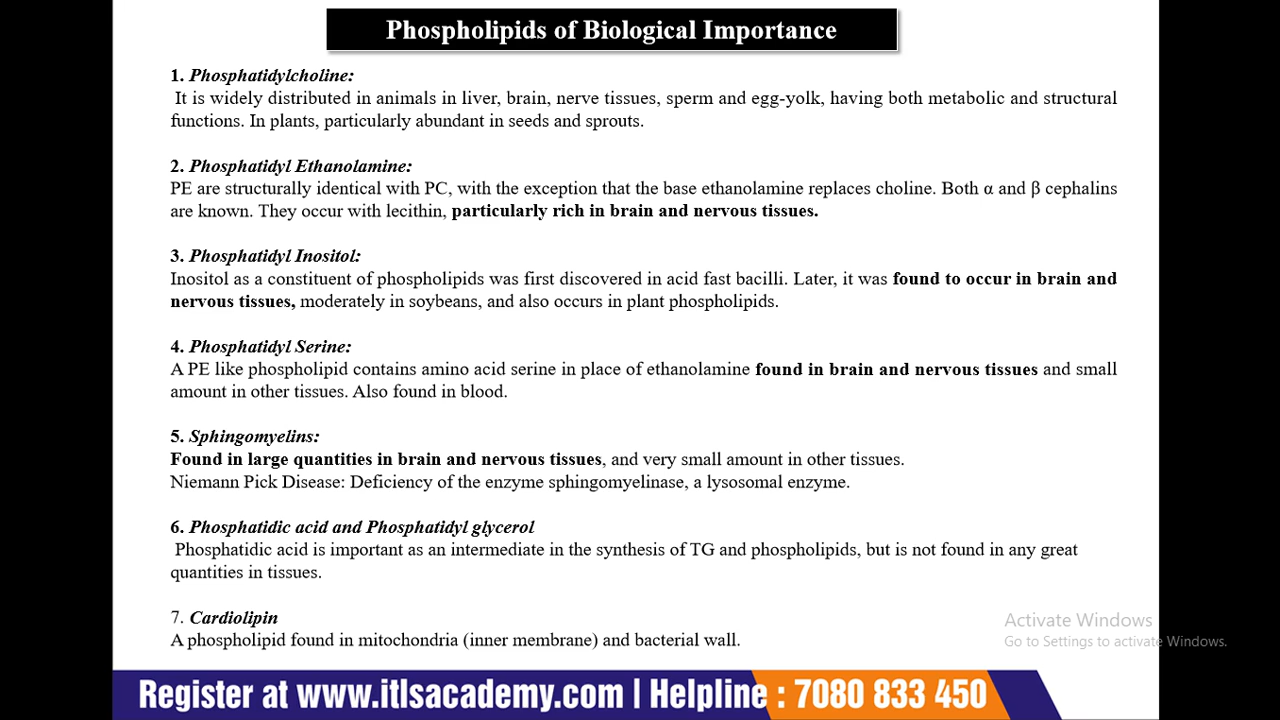 Phospholipids of Biological Importance
1. Phosphatidylcholine:
It is widely distributed in animals in liver, brain, nerve tissues, sperm and egg-yolk, having both metabolic and structural
functions. In plants, particularly abundant in seeds and sprouts.
2. Phosphatidyl Ethanolamine:
PE are structurally identical with PC, with the exception that the base ethanolamine replaces choline. Both α and β cephalins
are known. They occur with lecithin, particularly rich in brain and nervous tissues.
3. Phosphatidyl Inositol:
Inositol as a constituent of phospholipids was first discovered in acid fast bacilli. Later, it was found to occur in brain and
nervous tissues, moderately in soybeans, and also occurs in plant phospholipids.
4. Phosphatidyl Serine:
A PE like phospholipid contains amino acid serine in place of ethanolamine found in brain and nervous tissues and small
amount in other tissues. Also found in blood.
5. Sphingomyelins:
Found in large quantities in brain and nervous tissues, and very small amount in other tissues.
Niemann Pick Disease: Deficiency of the enzyme sphingomyelinase, a lysosomal enzyme.
6. Phosphatidic acid and Phosphatidyl glycerol
Phosphatidic acid is important as an intermediate in the synthesis of TG and phospholipids, but is not found in any great
quantities in tissues.
7. Cardiolipin
A phospholipid found in mitochondria (inner membrane) and bacterial wall.
Activate Windows
Go to Settings to activate Windows.
Register at www.itlsacademy.com | Helpline : 7080 833 450